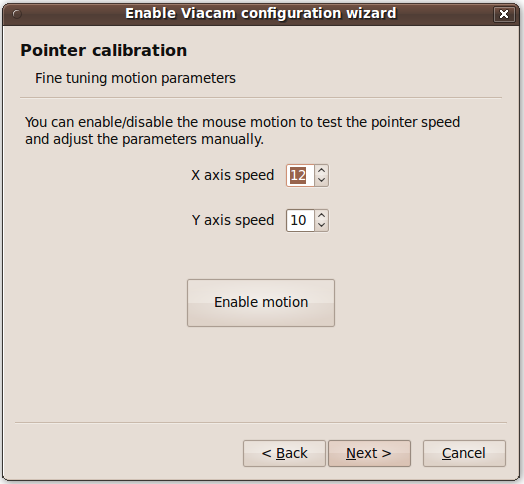 Enable Viacam configuration wizard
Pointer calibration
Fine tuning motion parameters
You can enable/disable the mouse motion to test the pointer speed
and adjust the parameters manually.
X axis speed 12
Y axis speed 10
Enable motion
< Back Next > Cancel